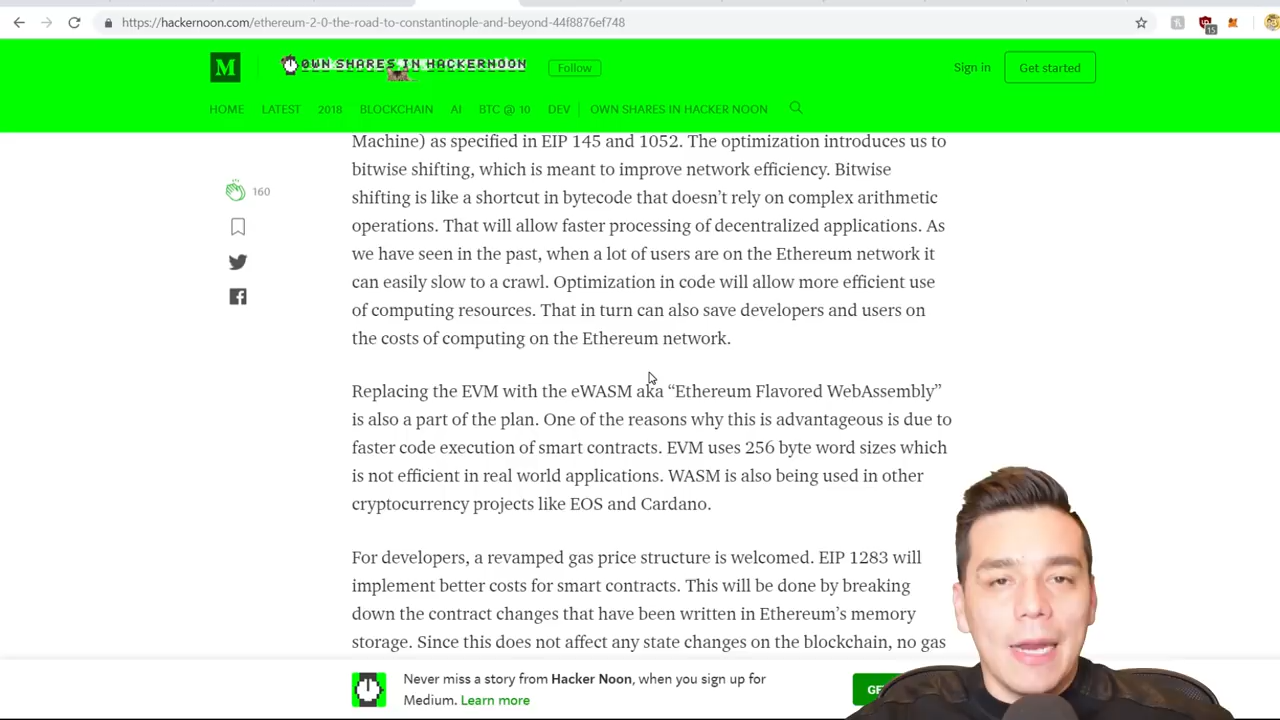 https://hackernoon.com/ethereum-2-0-the-road-to-constantinople-and-beyond-44f8876ef748
15
M
OWN SHARES IN HACKERNOON
Follow
Sign in
Get started
HOME
LATEST
2018
BLOCKCHAIN
AI
BTC @ 10
DEV
OWN SHARES IN HACKER NOON
Machine) as specified in EIP 145 and 1052. The optimization introduces us to
bitwise shifting, which is meant to improve network efficiency. Bitwise
shifting is like a shortcut in bytecode that doesn’t rely on complex arithmetic
operations. That will allow faster processing of decentralized applications. As
we have seen in the past, when a lot of users are on the Ethereum network it
can easily slow to a crawl. Optimization in code will allow more efficient use
of computing resources. That in turn can also save developers and users on
the costs of computing on the Ethereum network.
160
Replacing the EVM with the eWASM aka “Ethereum Flavored WebAssembly”
is also a part of the plan. One of the reasons why this is advantageous is due to
faster code execution of smart contracts. EVM uses 256 byte word sizes which
is not efficient in real world applications. WASM is also being used in other
cryptocurrency projects like EOS and Cardano.
For developers, a revamped gas price structure is welcomed. EIP 1283 will
implement better costs for smart contracts. This will be done by breaking
down the contract changes that have been written in Ethereum’s memory
storage. Since this does not affect any state changes on the blockchain, no gas
Never miss a story from Hacker Noon, when you sign up for
Medium. Learn more
GE